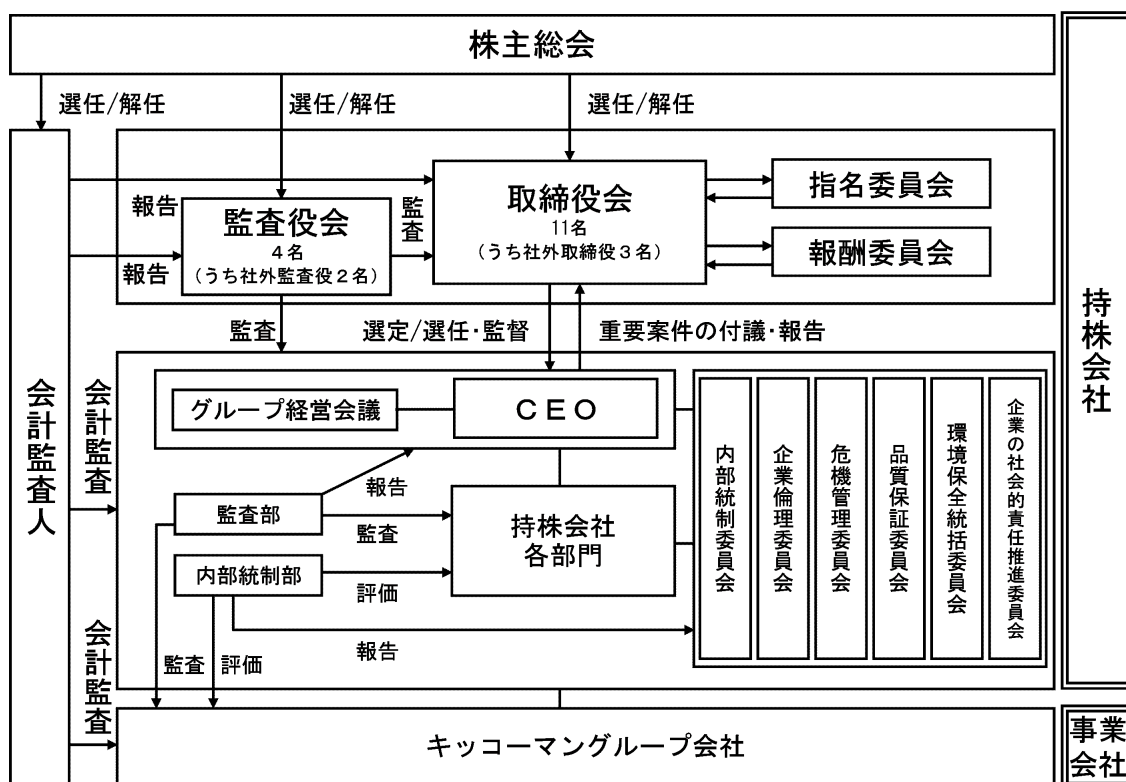 株主総会
選任/解任
選任/解任
選任/解任
報告
報告
監査役会
4名
(うち社外監査役2名)
監査
取締役会
11名
(うち社外取締役3名)
指名委員会
報酬委員会
監査
選定/選任・監督
重要案件の付議・報告
持株会社
会計監査人
会計監査
会計監査
グループ経営会議
CEO
報告
監査部
監査
持株会社
各部門
内部統制部
評価
報告
監査
評価
内部統制委員会
企業倫理委員会
危機管理委員会
品質保証委員会
環境保全統括委員会
企業の社会的責任推進委員会
キッコーマングループ会社
事業
会社